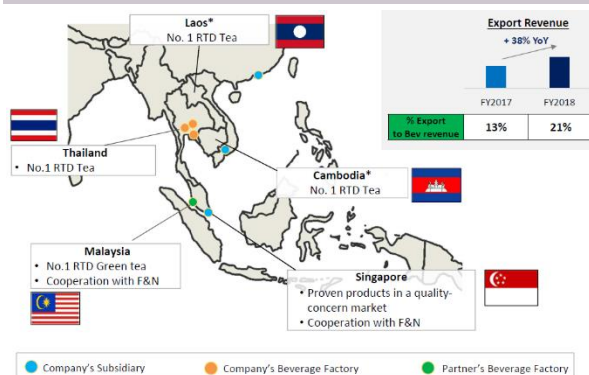 Laos*
No. 1 RTD Tea
Export Revenue
+ 38% YoY
FY2017
FY2018
% Export
to Bev revenue
13%
21%
Thailand
• No.1 RTD Tea
Cambodia*
No. 1 RTD Tea
Malaysia
• No.1 RTD Green tea
• Cooperation with F&N
Singapore
• Proven products in a quality-
concern market
• Cooperation with F&N
Company's Subsidiary
Company's Beverage Factory
Partner's Beverage Factory